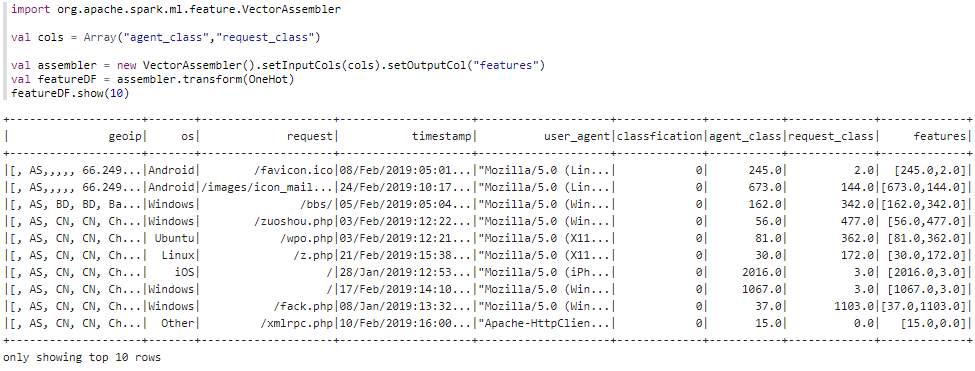 import org.apache.spark.ml.feature.VectorAssembler
val cols = Array("agent_class","request_class")
val assembler = new VectorAssembler().setInputCols(cols).setOutputCol("features")
val featureDF = assembler.transform(OneHot)
featureDF.show(10)
+--------------------+-------+--------------------+--------------------+--------------------+-------------+-----------+-------------+-------------+
|               geoip|     os|             request|           timestamp|          user_agent|classfication|agent_class|request_class|     features|
+--------------------+-------+--------------------+--------------------+--------------------+-------------+-----------+-------------+-------------+
|[, AS,,,,, 66.249...|Android|        /favicon.ico|08/Feb/2019:05:01...|"Mozilla/5.0 (Lin...|            0|      245.0|          2.0|  [245.0,2.0]|
|[, AS,,,,, 66.249...|Android|/images/icon_mail...|24/Feb/2019:10:17...|"Mozilla/5.0 (Lin...|            0|      673.0|        144.0|[673.0,144.0]|
|[, AS, BD, BD, Ba...|Windows|               /bbs/|05/Feb/2019:05:04...|"Mozilla/5.0 (Win...|            0|      162.0|        342.0|[162.0,342.0]|
|[, AS, CN, CN, Ch...|Windows|        /zuoshou.php|03/Feb/2019:12:22...|"Mozilla/5.0 (Win...|            0|       56.0|        477.0| [56.0,477.0]|
|[, AS, CN, CN, Ch...| Ubuntu|            /wpo.php|03/Feb/2019:12:21...|"Mozilla/5.0 (X11...|            0|       81.0|        362.0| [81.0,362.0]|
|[, AS, CN, CN, Ch...|  Linux|              /z.php|21/Feb/2019:15:38...|"Mozilla/5.0 (X11...|            0|       30.0|        172.0| [30.0,172.0]|
|[, AS, CN, CN, Ch...|    iOS|                   /|28/Jan/2019:12:53...|"Mozilla/5.0 (iPh...|            0|     2016.0|          3.0| [2016.0,3.0]|
|[, AS, CN, CN, Ch...|Windows|                   /|17/Feb/2019:14:10...|"Mozilla/5.0 (Win...|            0|     1067.0|          3.0| [1067.0,3.0]|
|[, AS, CN, CN, Ch...|Windows|           /fack.php|08/Jan/2019:13:32...|"Mozilla/5.0 (Win...|            0|       37.0|       1103.0|[37.0,1103.0]|
|[, AS, CN, CN, Ch...|  Other|         /xmlrpc.php|10/Feb/2019:16:00...|"Apache-HttpClien...|            0|       15.0|          0.0|   [15.0,0.0]|
+--------------------+-------+--------------------+--------------------+--------------------+-------------+-----------+-------------+-------------+
only showing top 10 rows